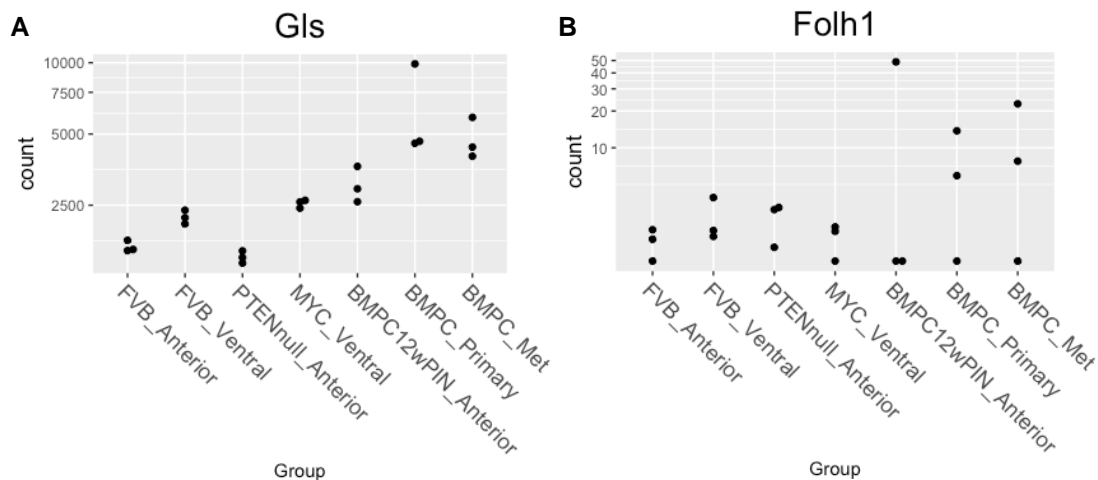 A
Gls
count
10000
7500
5000
2500
FVB_Anterior
FVB_Ventral
PTENnull_Anterior
MYC_Ventral
BMPC12wPIN_Anterior
BMPC_Primary
BMPC_Met
Group
B
Folh1
count
50
40
30
20
10
FVB_Anterior
FVB_Ventral
PTENnull_Anterior
MYC_Ventral
BMPC12wPIN_Anterior
BMPC_Primary
BMPC_Met
Group